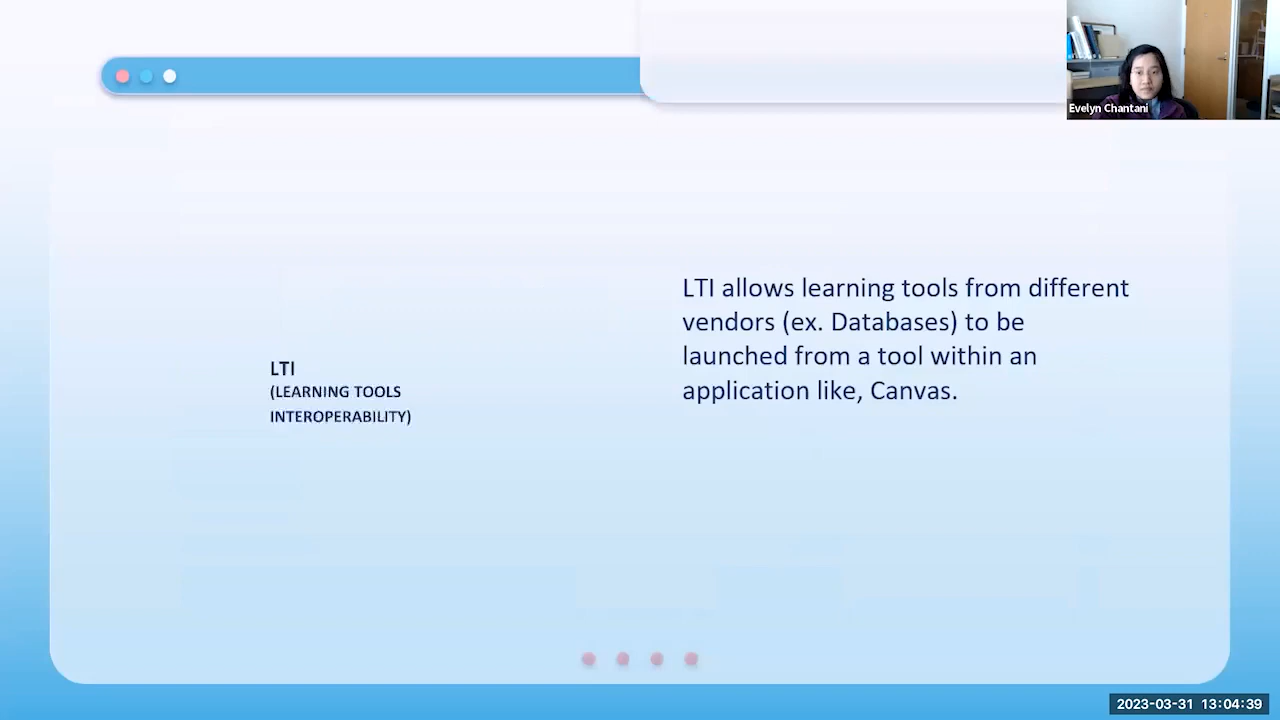 Evelyn Chantani
LTI allows learning tools from different
vendors (ex. Databases) to be
launched from a tool within an
application like, Canvas.
LTI
(LEARNING TOOLS
INTEROPERABILITY)
2023-03-31 13:04:39